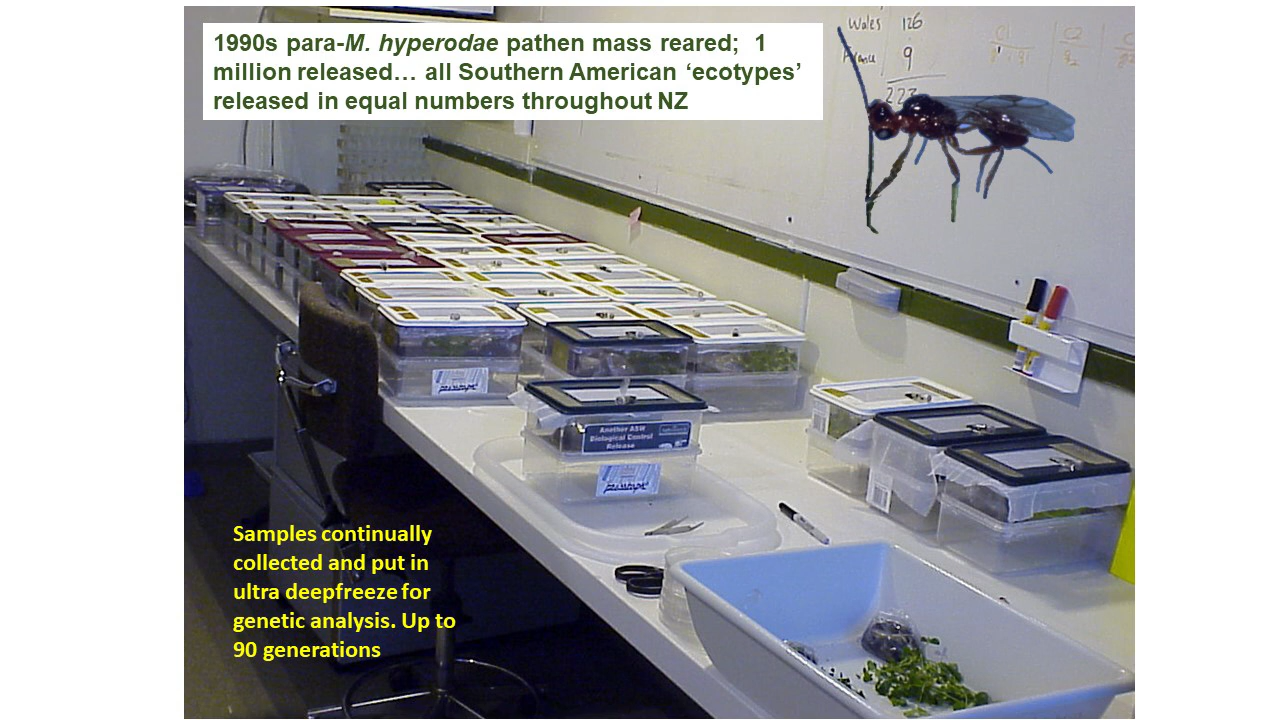 1990s para-M. hyperodae pathen mass reared;  1
million released… all Southern American ‘ecotypes’
released in equal numbers throughout NZ
Wales 126
9
223
Another ASW
Biological Control
Release
Samples continually
collected and put in
ultra deepfreeze for
genetic analysis. Up to
90 generations